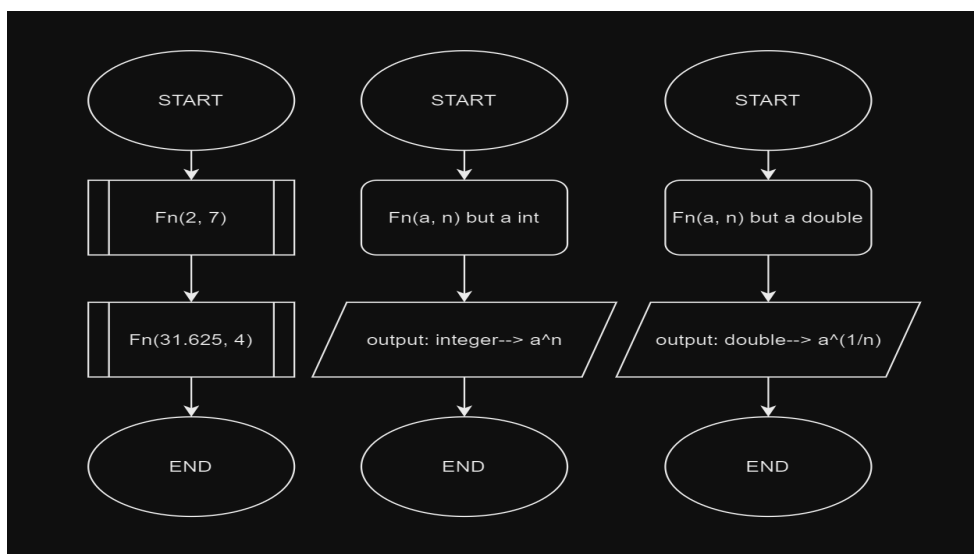 START
Fn(2, 7)
Fn(31.625, 4)
END
START
Fn(a, n) but a int
output: integer--> a^n
END
START
Fn(a, n) but a double
output: double--> a^(1/n)
END